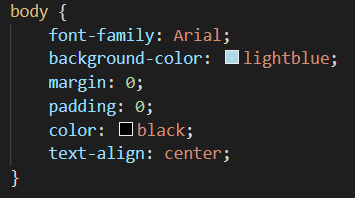 body {
    font-family: Arial;
    background-color: lightblue;
    margin: 0;
    padding: 0;
    color: black;
    text-align: center;
}